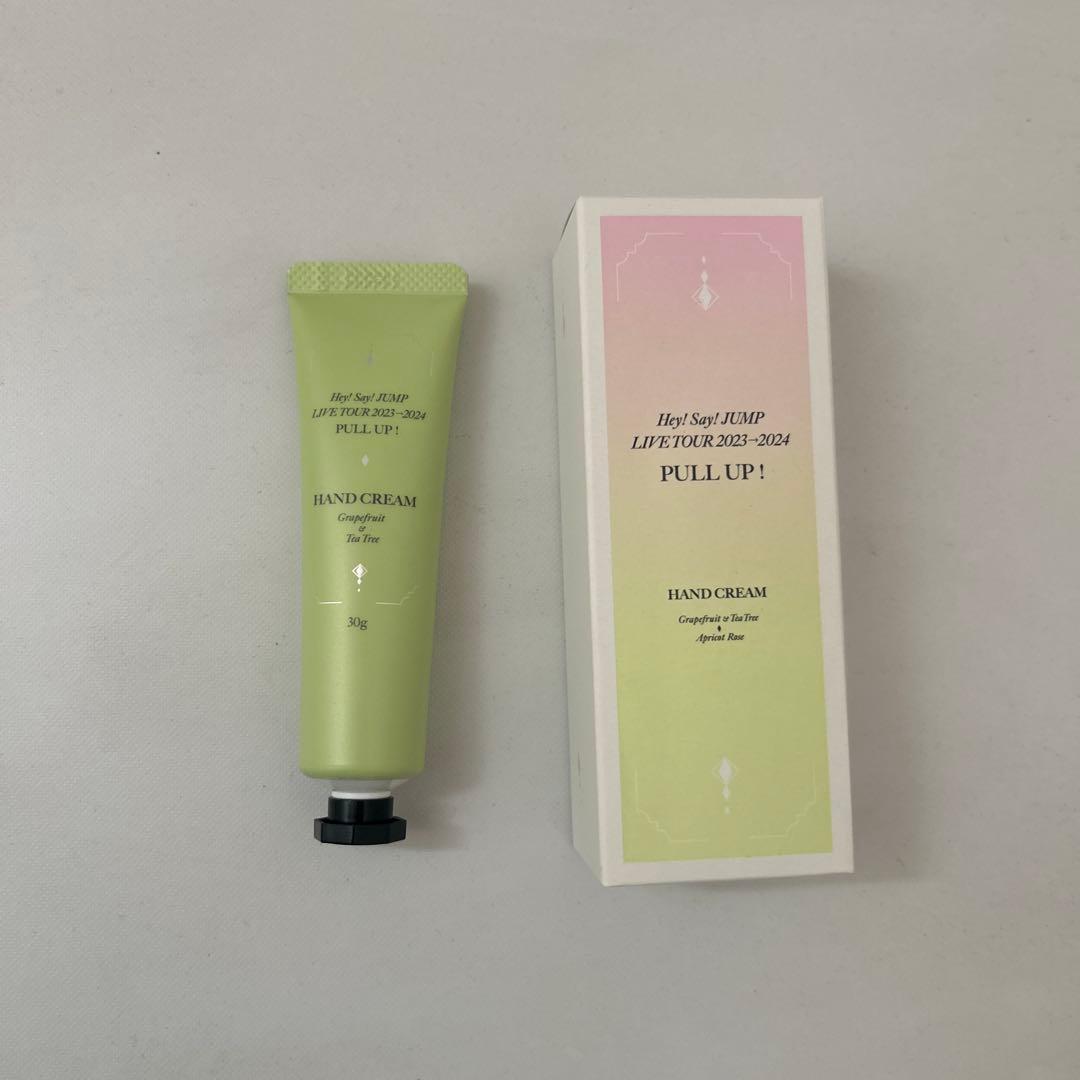 Hey! Say! JUMP
LIVE TOUR 2023→2024
PULL UP !
HAND CREAM
Grapefruit
&
Tea Tree
30g
Hey! Say! JUMP
LIVE TOUR 2023→2024
PULL UP !
HAND CREAM
Grapefruit & Tea Tree
Apricot Rose